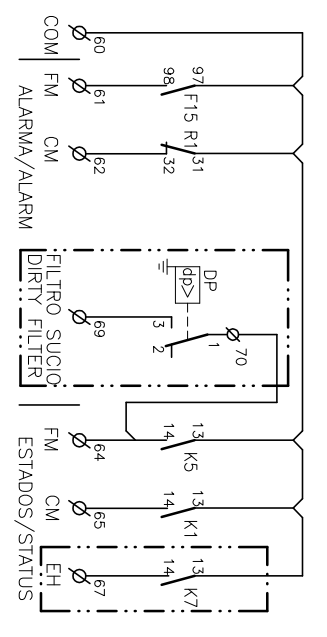 COM
60
FM
61
98
97
F15
CM
62
32
31
R1
ALARMA/ALARM
FILTRO SUCIO
DIRTY FILTER
69
DP
dp>
3
2
1
70
FM
64
14
13
K5
CM
65
14
13
K1
EH
67
14
13
K7
ESTADOS/STATUS